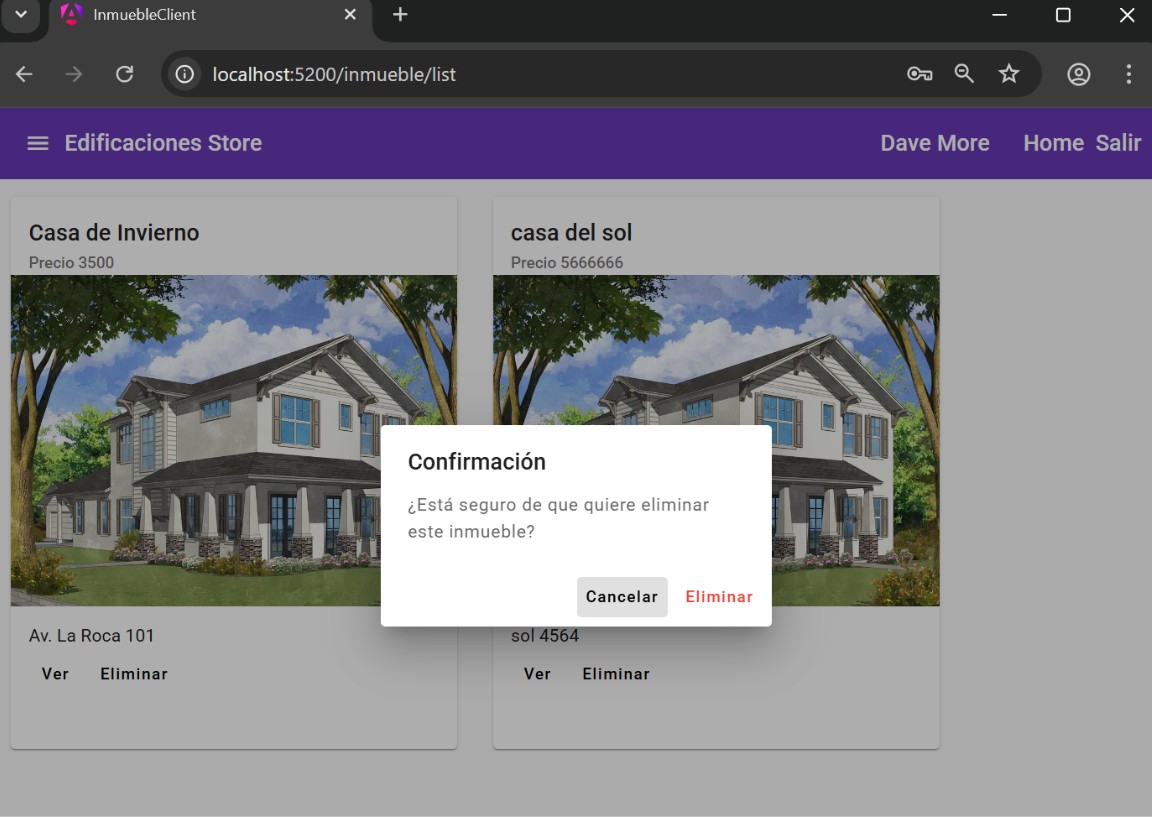 InmuebleClient
localhost:5200/inmueble/list
Edificaciones Store
Dave More
Home
Salir
Casa de Invierno
Precio 3500
casa del sol
Precio 5666666
Confirmación
¿Está seguro de que quiere eliminar
este inmueble?
Cancelar
Eliminar
Av. La Roca 101
Ver
Eliminar
sol 4564
Ver
Eliminar